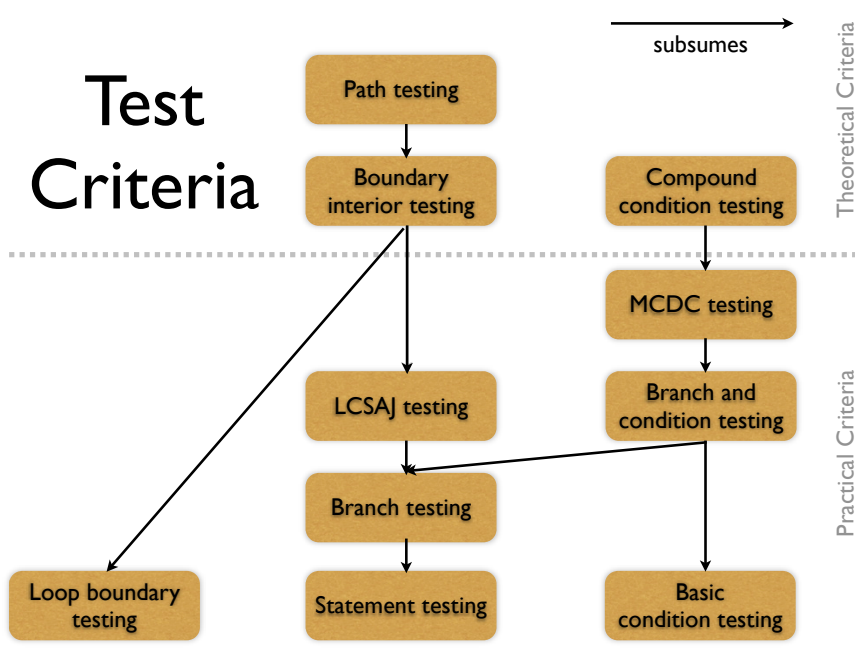 subsumes
Theoretical Criteria
Test
Criteria
Path testing
Boundary
interior testing
Compound
condition testing
MCDC testing
Practical Criteria
LCSAJ testing
Branch and
condition testing
Branch testing
Loop boundary
testing
Statement testing
Basic
condition testing